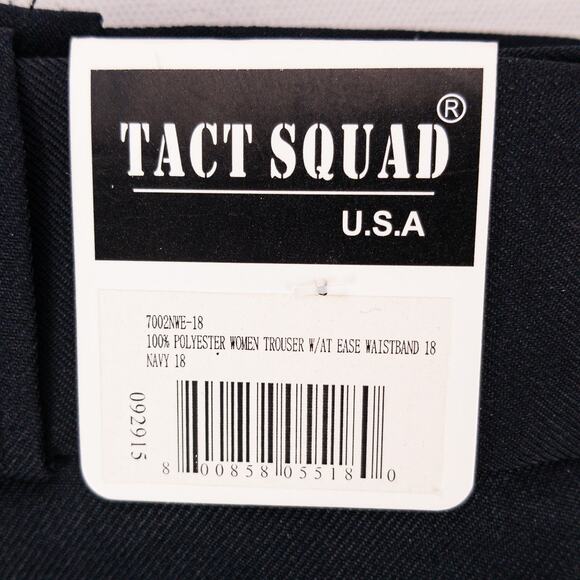 TACT SQUAD®
U.S.A
7002NWE-18
100% POLYESTER WOMEN TROUSER W/AT EASE WAISTBAND 18
NAVY 18
092915
8 00858 05518 0